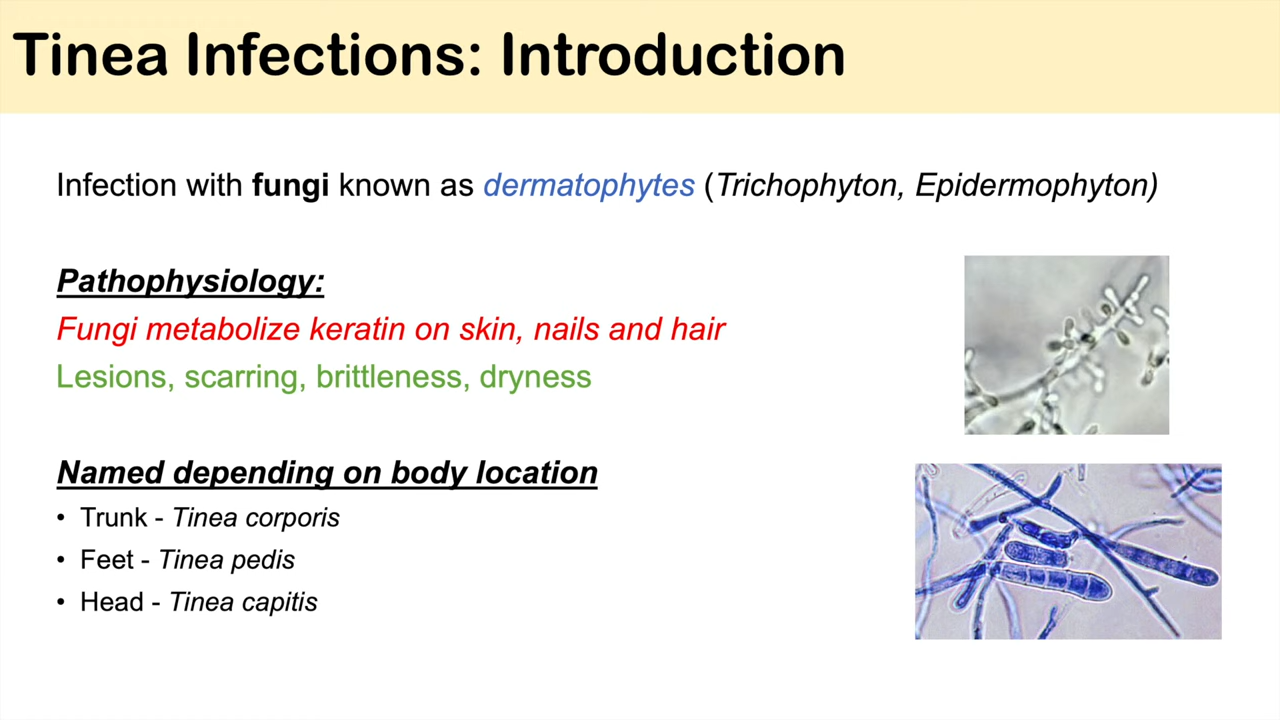 Tinea Infections: Introduction
Infection with fungi known as dermatophytes (Trichophyton, Epidermophyton)
Pathophysiology:
Fungi metabolize keratin on skin, nails and hair
Lesions, scarring, brittleness, dryness
Named depending on body location
• Trunk - Tinea corporis
• Feet - Tinea pedis
• Head - Tinea capitis